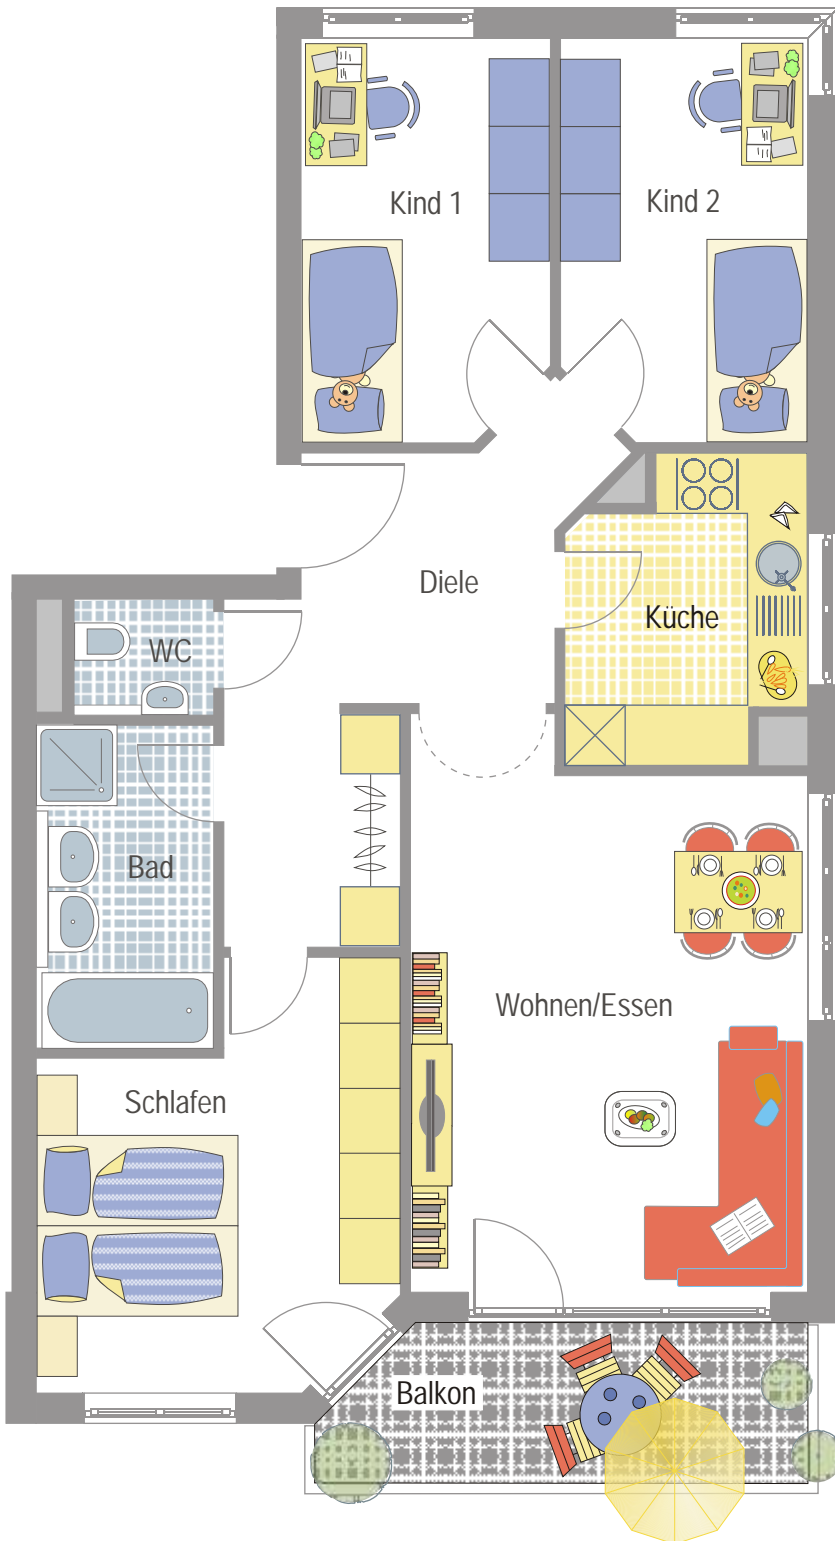 Kind 1
Kind 2
Diele
Küche
WC
Bad
Wohnen/Essen
Schlafen
Balkon